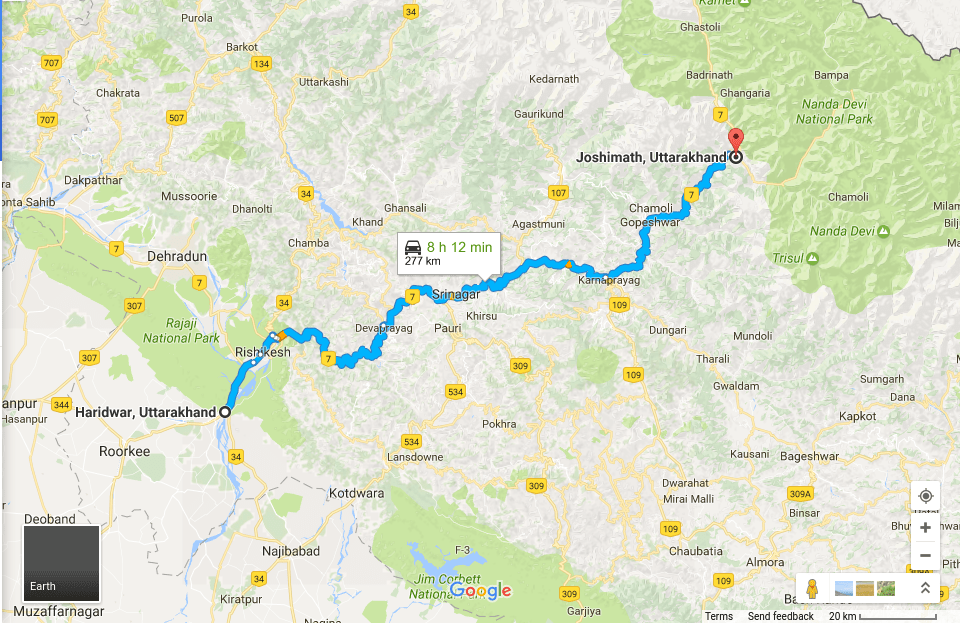 Kamet
34
Purola
Ghastoli
Barkot
707
134
Uttarkashi
Kedarnath
Badrinath
Bampa
Chakrata
Ghangaria
Nanda Devi
National Park
707
507
Gaurikund
7
Joshimath, Uttarakhand
Dakpatthar
34
107
7
Mussoorie
Chamoli
onta Sahib
Dhanolti
Ghansali
Chamoli
Gopeshwar
Khand
Agastmuni
Milam
Nanda Devi
7
Chamba
8 h 12 min
277 km
Dehradun
Trisul
7
Karnaprayag
307
34
7
Srinagar
109
Rajaji
National Park
Khirsu
Devaprayag
Pauri
Dungari
Mundoli
Rishikesh
307
7
309
Tharali
109
Sumgarh
534
Gwaldam
Dana
anpur
344
Haridwar, Uttarakhand
Hasanpur
Kapkot
Pokhra
534
Roorkee
34
Lansdowne
Kausani
Bageshwar
309
Dwarahat
Kotdwara
309A
Mirai Malli
Binsar
Deoband
109
Najibabad
F-3
Chaubatia
Almora
Earth
34
Jim Corbett
National
Google
109
309
Kiratpur
Muzaffarnagar
Garjiya
Nagina
Terms
Send feedback
20 km